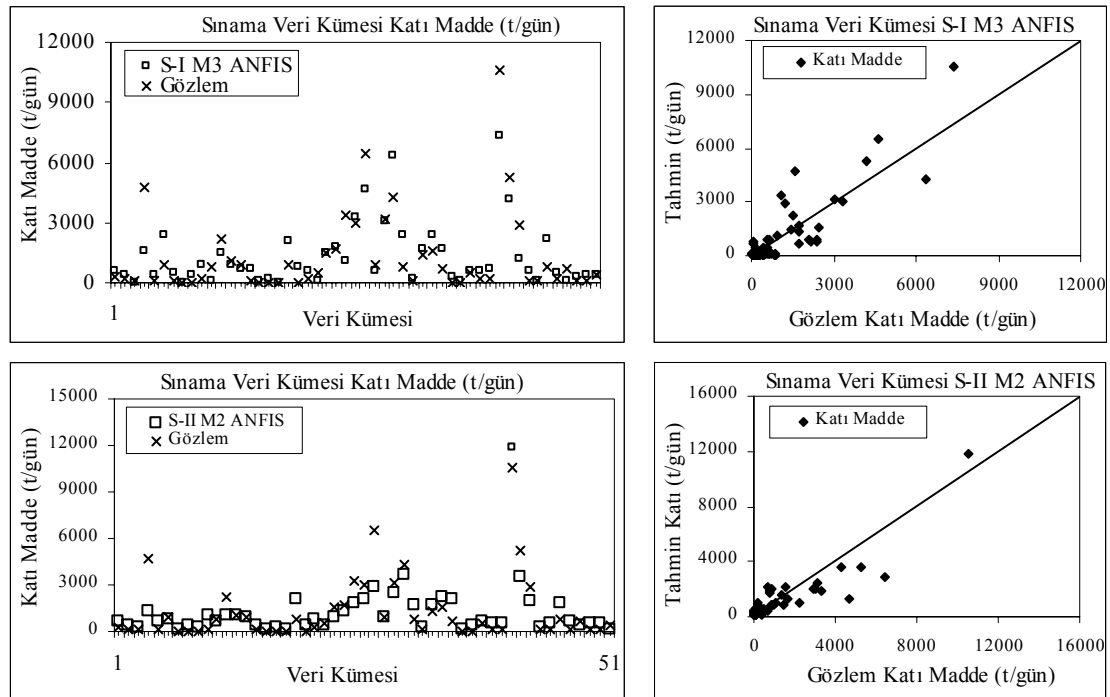 Sınama Veri Kümesi Katı Madde (t/gün)
12000
9000
6000
3000
0
Katı Madde (t/gün)
S-I M3 ANFIS
Gözlem
1
Veri Kümesi
Sınama Veri Kümesi S-I M3 ANFIS
12000
9000
6000
3000
0
Tahmin (t/gün)
Katı Madde
0 3000 6000 9000 12000
Gözlem Katı Madde (t/gün)
Sınama Veri Kümesi Katı Madde (t/gün)
15000
12000
9000
6000
3000
0
Katı Madde (t/gün)
S-II M2 ANFIS
Gözlem
1 51
Veri Kümesi
Sınama Veri Kümesi S-II M2 ANFIS
16000
12000
8000
4000
0
Tahmin Katı (t/gün)
Katı Madde
0 4000 8000 12000 16000
Gözlem Katı Madde (t/gün)